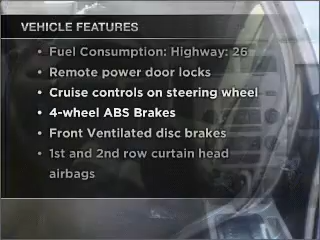 VEHICLE FEATURES
• Fuel Consumption: Highway: 26
• Remote power door locks
• Cruise controls on steering wheel
• 4-wheel ABS Brakes
• Front Ventilated disc brakes
• 1st and 2nd row curtain head
airbags